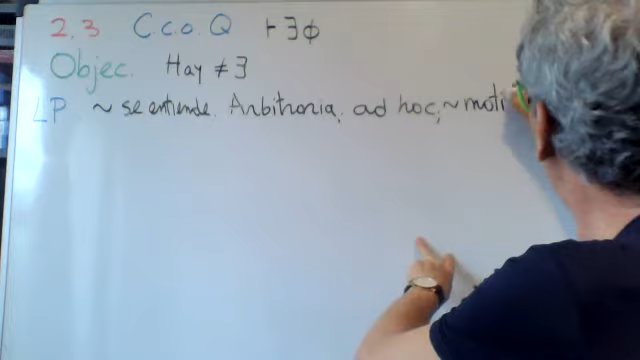 2.3 C.c.o. Q ⊢∃ϕ
Objec. Hay ≠ ∃
LP ~ se entiende. Arbitraria, ad hoc, ~ moti